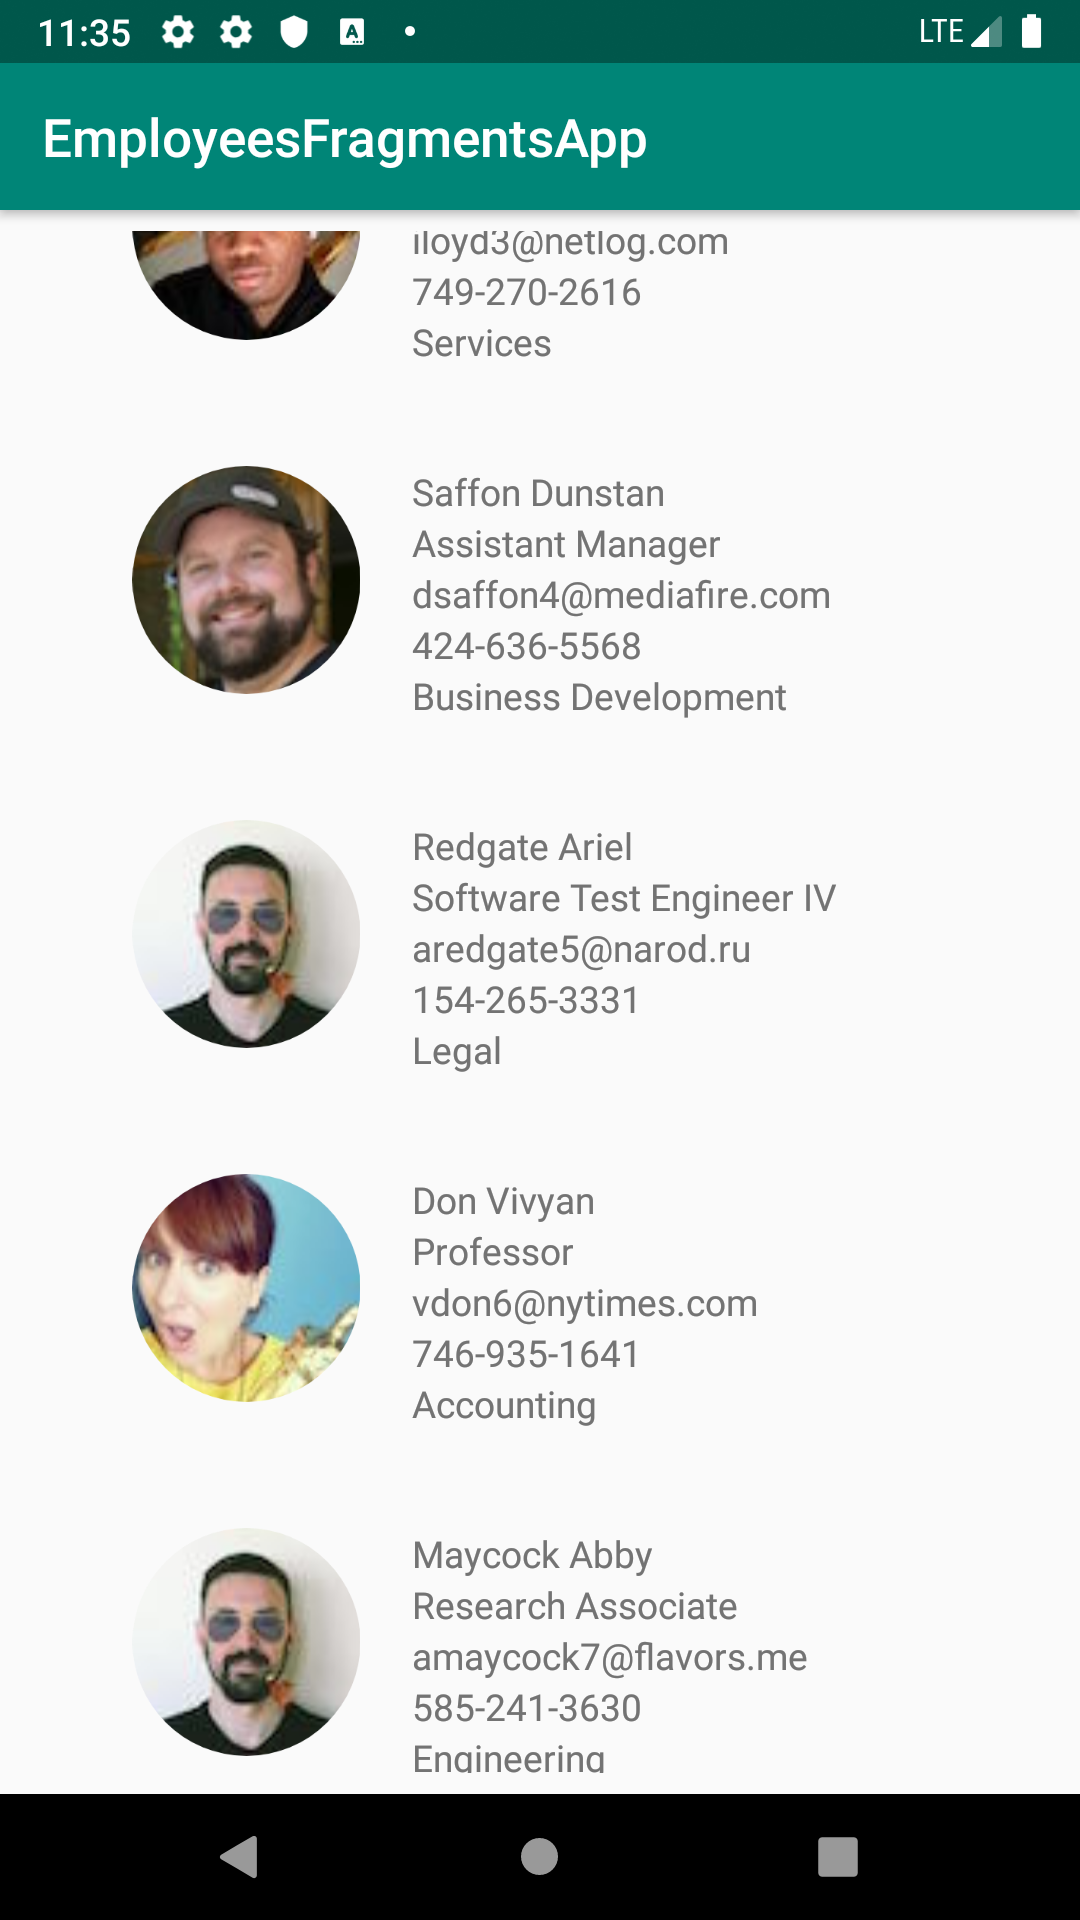 11:35
LTE
EmployeesFragmentsApp
iloyd3@netlog.com
749-270-2616
Services
Saffon Dunstan
Assistant Manager
dsaffon4@mediafire.com
424-636-5568
Business Development
Redgate Ariel
Software Test Engineer IV
aredgate5@narod.ru
154-265-3331
Legal
Don Vivyan
Professor
vdon6@nytimes.com
746-935-1641
Accounting
Maycock Abby
Research Associate
amaycock7@flavors.me
585-241-3630
Engineering